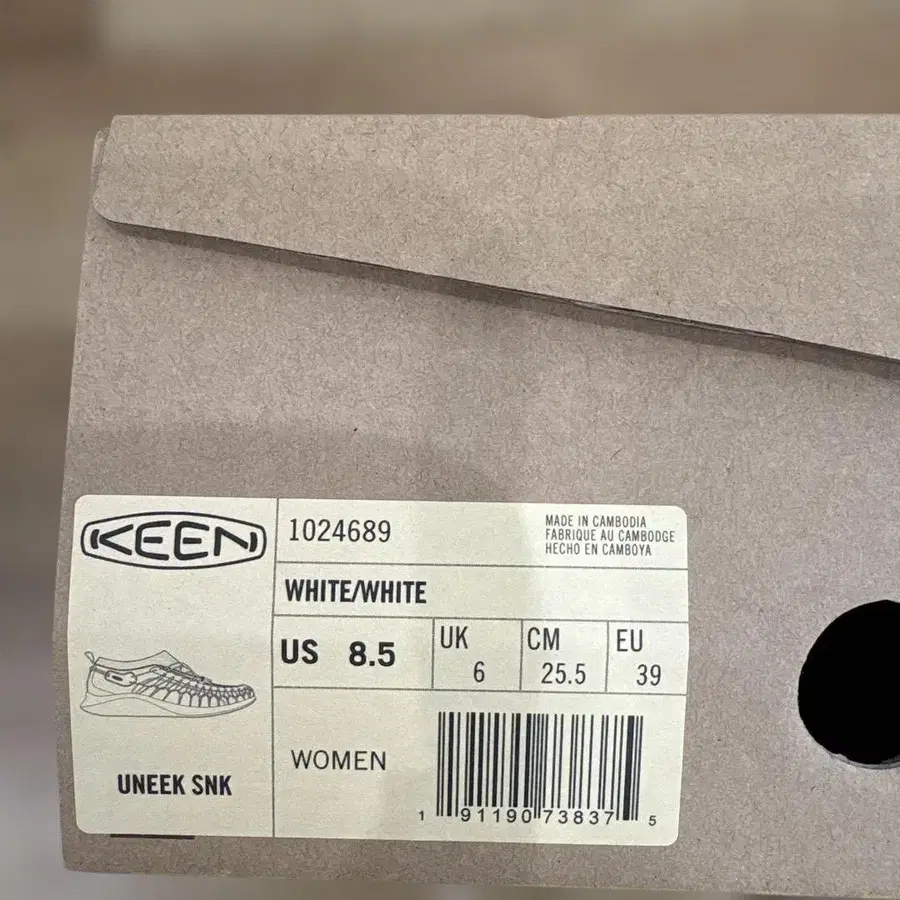 KEEN
1024689
MADE IN CAMBODIA
FABRIQUE AU CAMBODGE
HECHO EN CAMBOYA
WHITE/WHITE
US 8.5
UK
6
CM
25.5
EU
39
WOMEN
UNEEK SNK
1 91190 73837 5